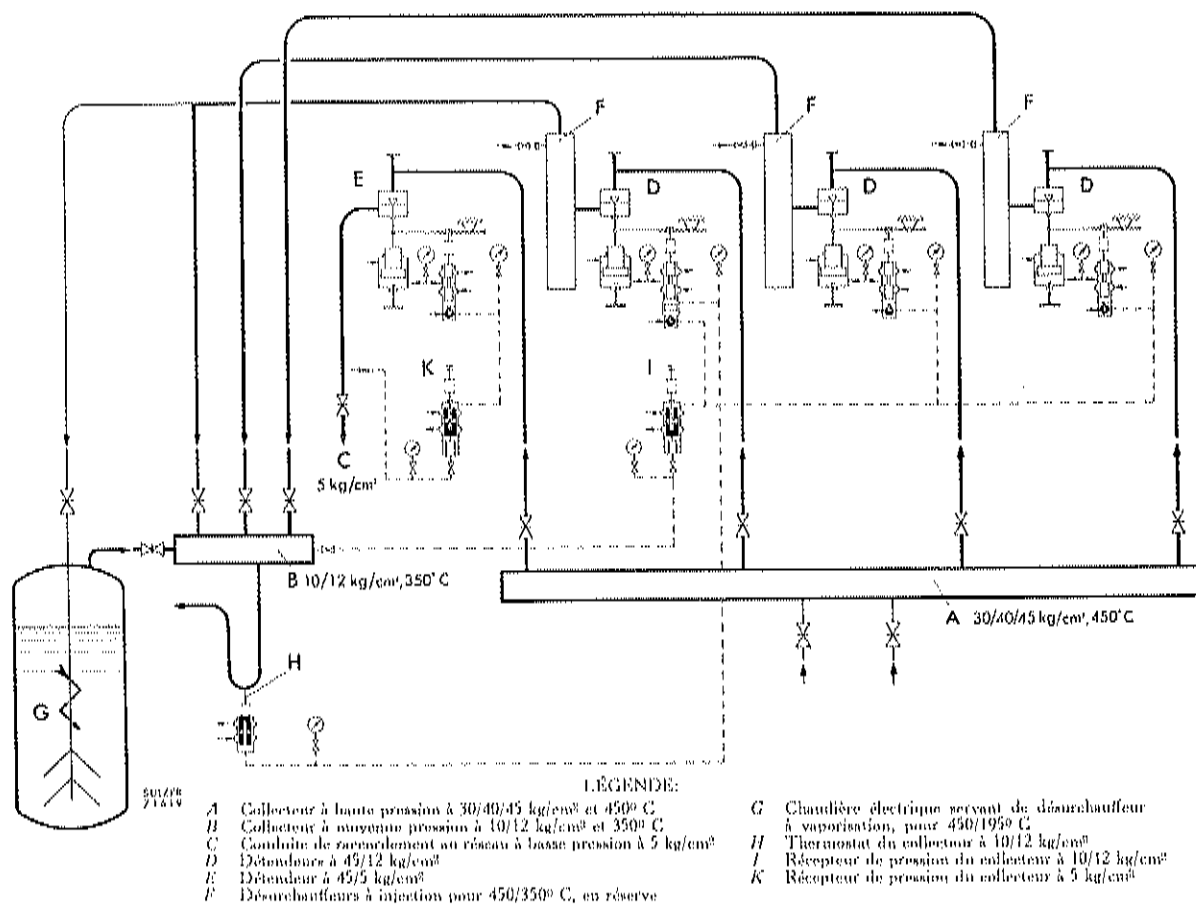 F
F
F
E
D
D
D
K
I
C
5 kg/cm²
B 10/12 kg/cm², 350° C
A 30/40/45 kg/cm², 450° C
H
G
SULZER
71619
LÉGENDE:
A Collecteur à haute pression à 30/40/45 kg/cm² et 450° C
B Collecteur à moyenne pression à 10/12 kg/cm² et 350° C
C Conduite de raccordement au réseau à basse pression à 5 kg/cm²
D Détendeurs à 45/12 kg/cm²
E Détendeur à 45/5 kg/cm²
F Désurchauffeurs à injection pour 450/350° C, en réserve
G Chaudière électrique servant de désurchauffeur
à vaporisation, pour 450/195° C
H Thermostat du collecteur à 10/12 kg/cm²
I Récepteur de pression du collecteur à 10/12 kg/cm²
K Récepteur de pression du collecteur à 5 kg/cm²